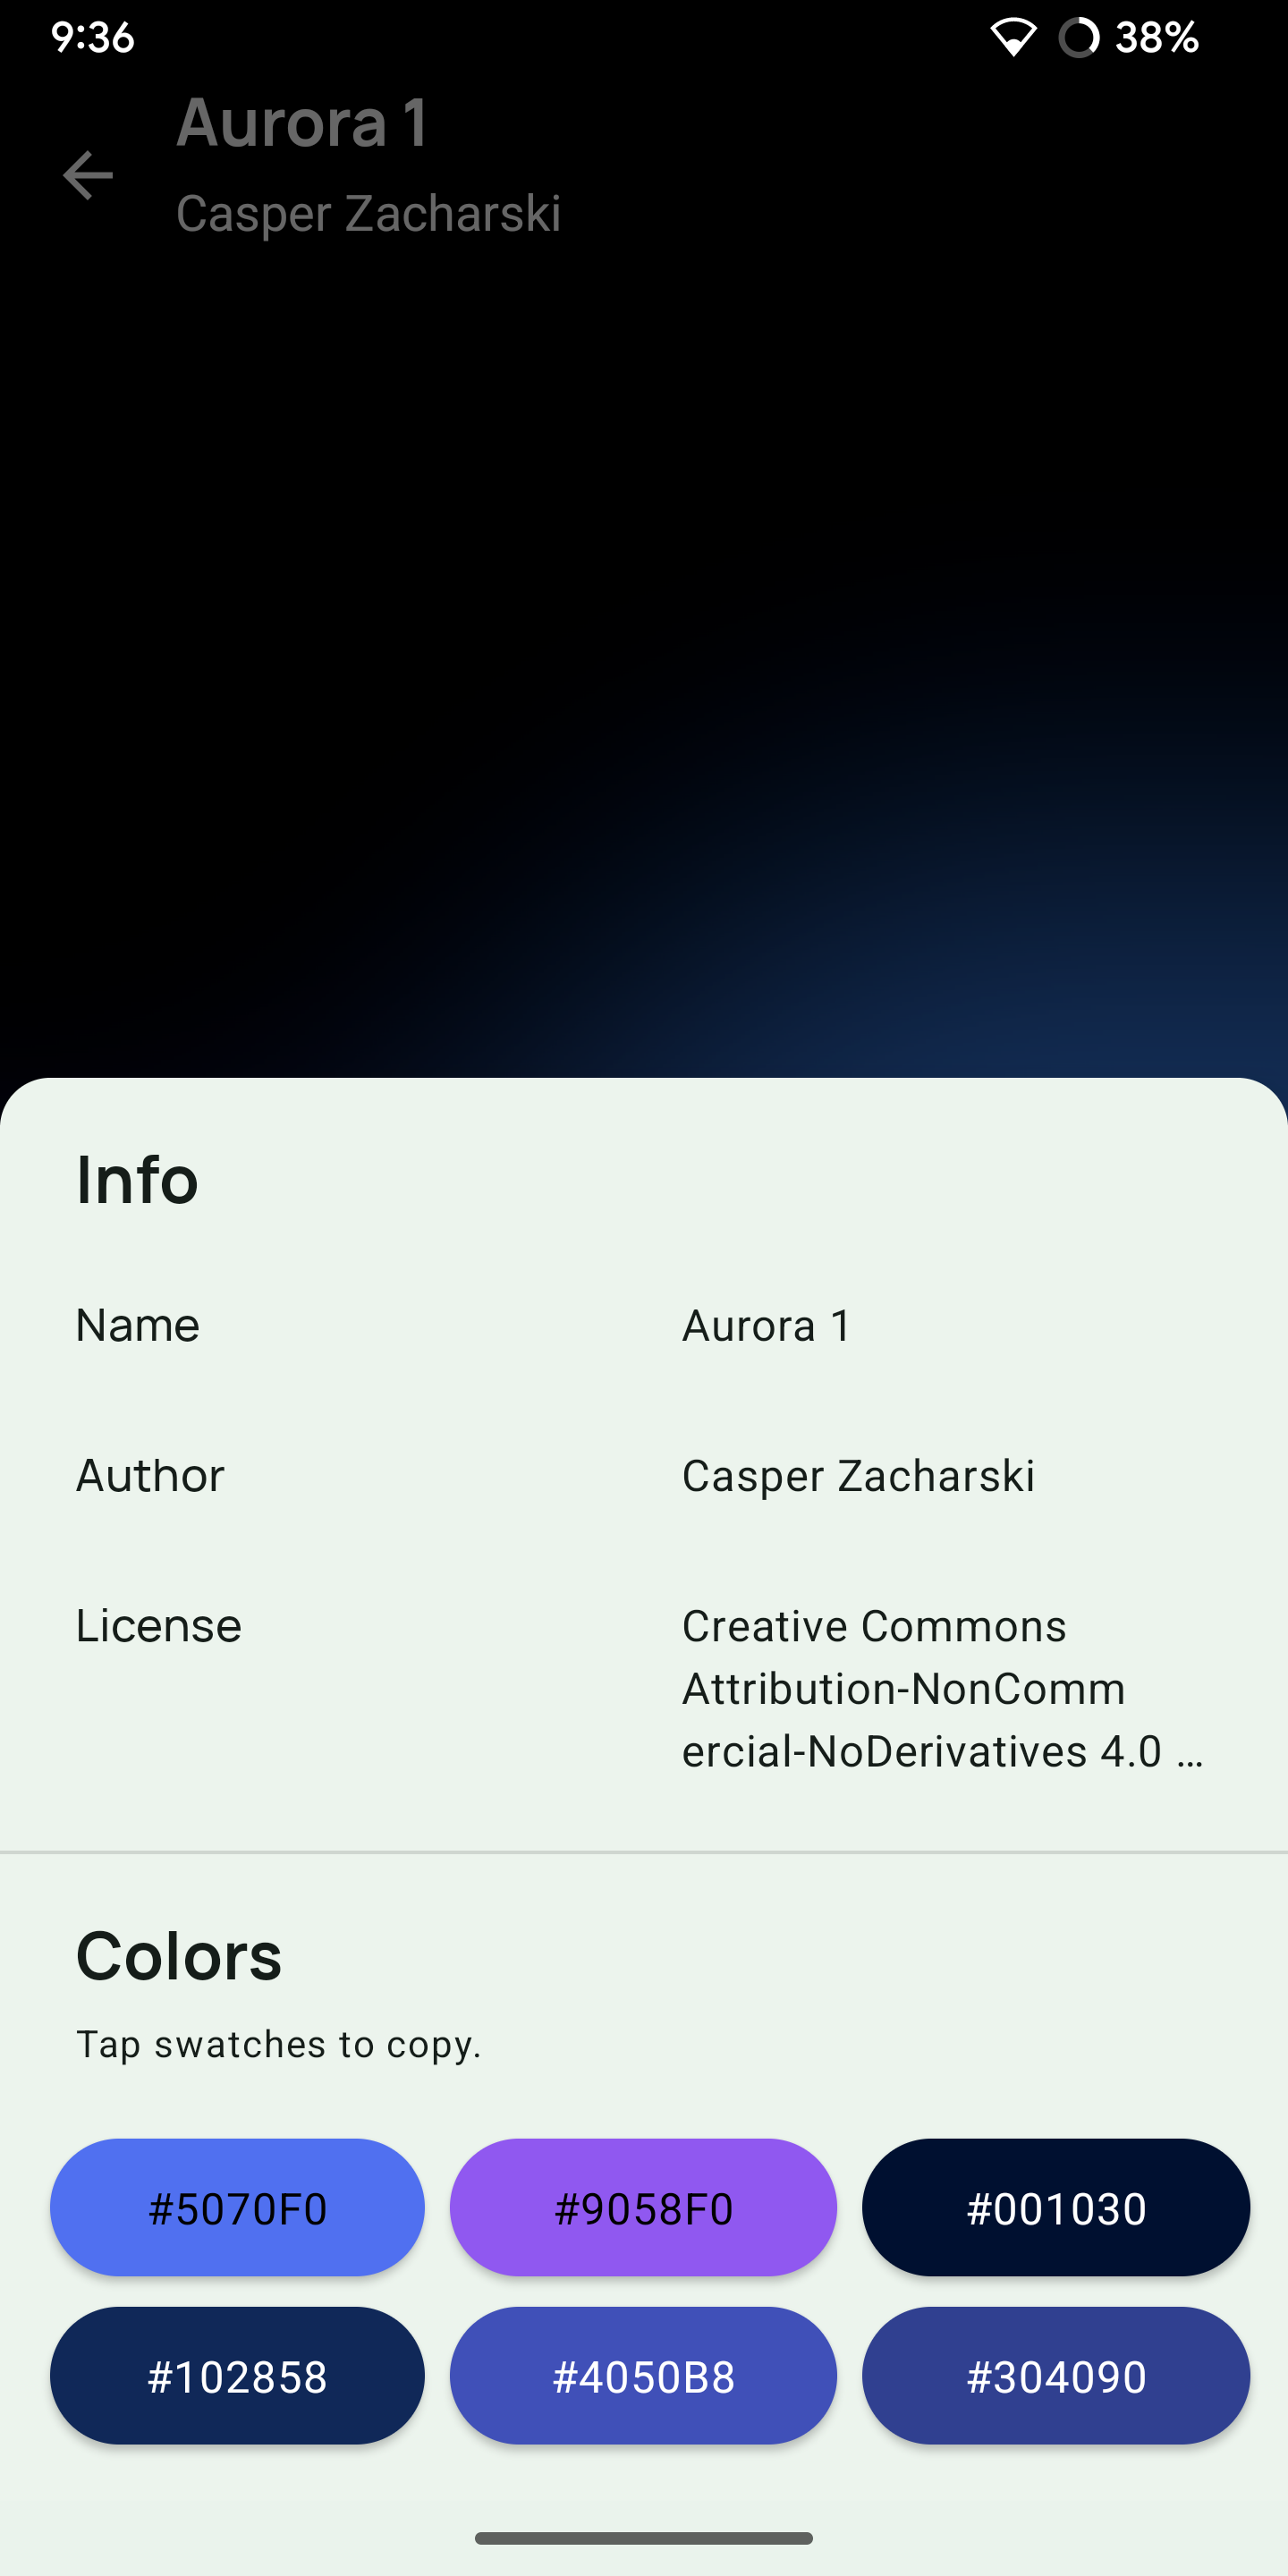 9:36
38%
Aurora 1
Casper Zacharski
Info
Name
Aurora 1
Author
Casper Zacharski
License
Creative Commons
Attribution-NonComm
ercial-NoDerivatives 4.0 ...
Colors
Tap swatches to copy.
#5070F0
#9058F0
#001030
#102858
#4050B8
#304090